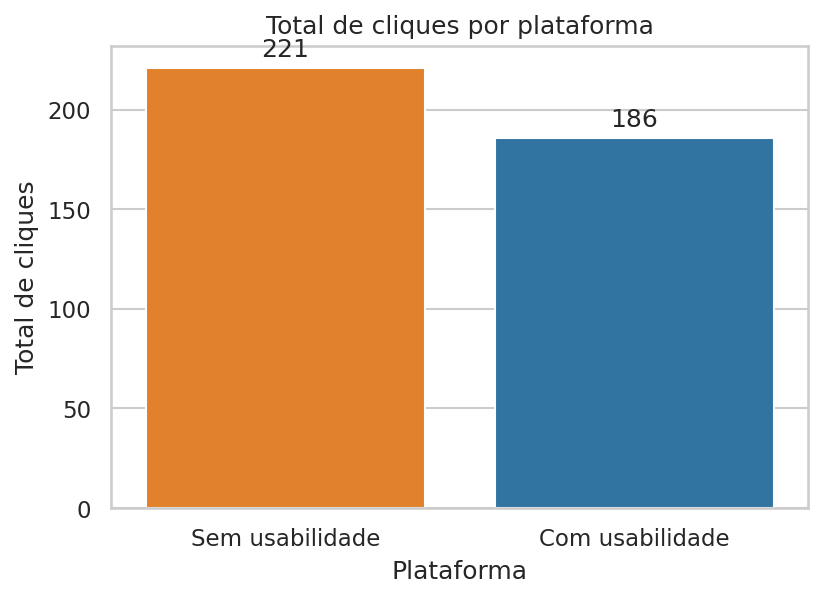 Total de cliques por plataforma
221
186
200
150
100
50
0
Total de cliques
Sem usabilidade
Com usabilidade
Plataforma